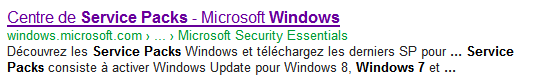 Centre de Service Packs - Microsoft Windows
windows.microsoft.com › ... › Microsoft Security Essentials
Découvrez les Service Packs Windows et téléchargez les derniers SP pour ... Service
Packs consiste à activer Windows Update pour Windows 8, Windows 7 et ...